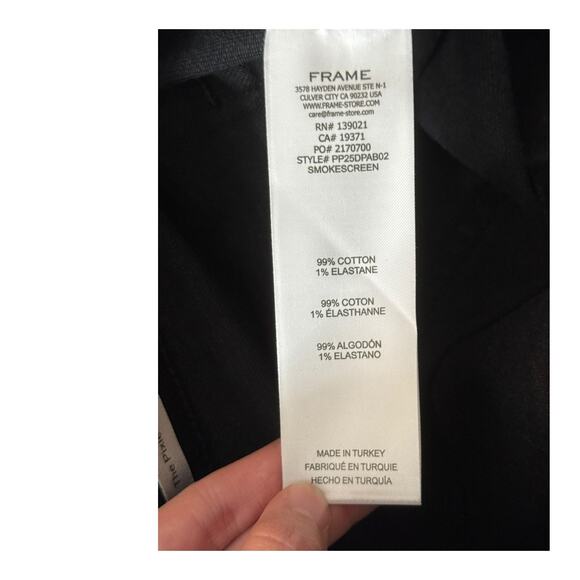 FRAME
3578 HAYDEN AVENUE STE N-1
CULVER CITY CA 90232 USA
WWW.FRAME-STORE.COM
care@frame-store.com
RN# 139021
CA# 19371
PO# 2170700
STYLE# PP25DPAB02
SMOKESCREEN
99% COTTON
1% ELASTANE
99% COTON
1% ÉLASTHANNE
99% ALGODÓN
1% ELASTANO
MADE IN TURKEY
FABRIQUÉ EN TURQUIE
HECHO EN TURQUÍA
The Pixie